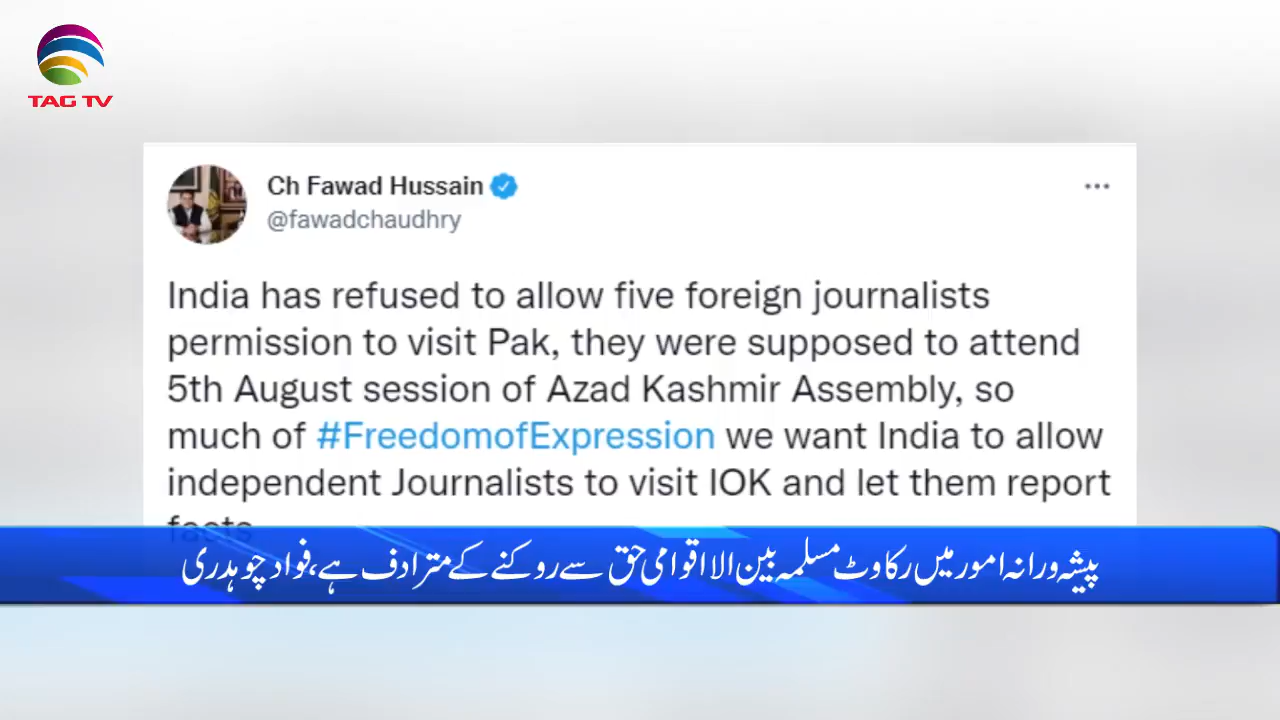 TAG TV
Ch Fawad Hussain
@fawadchaudhry
India has refused to allow five foreign journalists
permission to visit Pak, they were supposed to attend
5th August session of Azad Kashmir Assembly, so
much of #FreedomofExpression we want India to allow
independent Journalists to visit IOK and let them report
facts
پیشہ ورانہ امور میں رکاوٹ مسلمہ بین الااقوامی حق سے روکنے کے مترادف ہے، فواد چوہدری